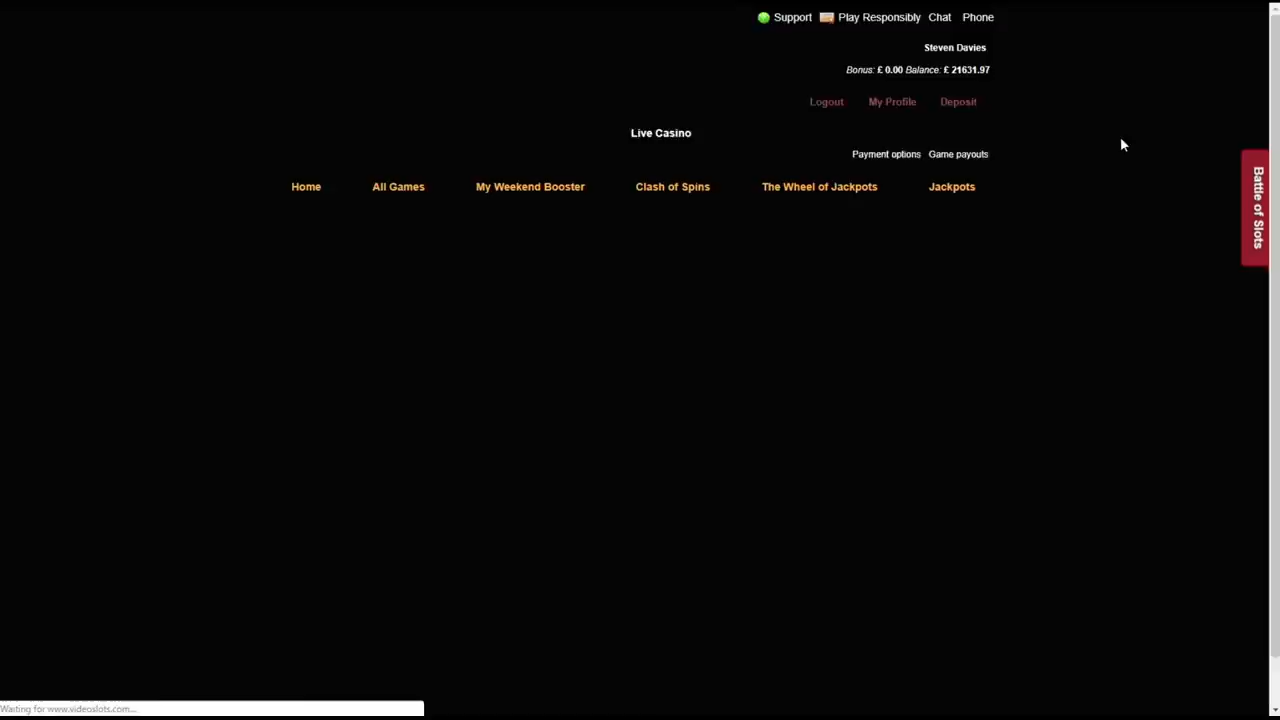 Support Play Responsibly Chat Phone
Steven Davies
Bonus: £ 0.00 Balance: £ 21631.97
Logout My Profile Deposit
Live Casino
Payment options Game payouts
Home All Games My Weekend Booster Clash of Spins The Wheel of Jackpots Jackpots
Battle of Slots
Waiting for www.videoslots.com...